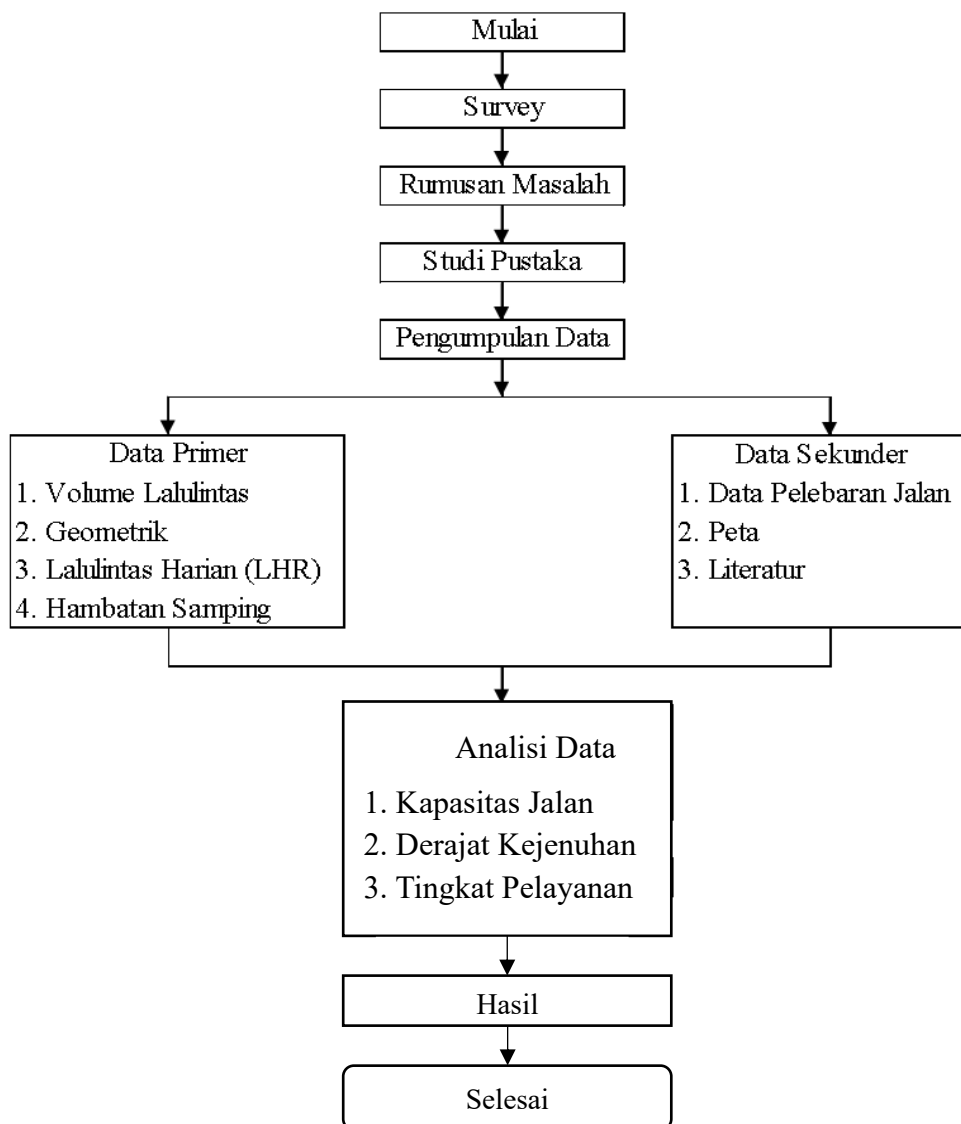 Mulai
Survey
Rumusan Masalah
Studi Pustaka
Pengumpulan Data
Data Primer
1. Volume Lalulintas
2. Geometrik
3. Lalulintas Harian (LHR)
4. Hambatan Samping
Data Sekunder
1. Data Pelebaran Jalan
2. Peta
3. Literatur
Analisi Data
1. Kapasitas Jalan
2. Derajat Kejenuhan
3. Tingkat Pelayanan
Hasil
Selesai